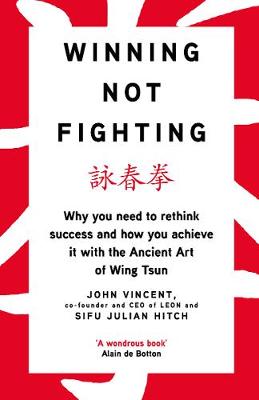 WINNING
NOT
FIGHTING
詠春拳
Why you need to rethink
success and how you achieve
it with the Ancient Art
of Wing Tsun
JOHN VINCENT,
co-founder and CEO of LEON and
SIFU JULIAN HITCH
'A wondrous book'
Alain de Botton